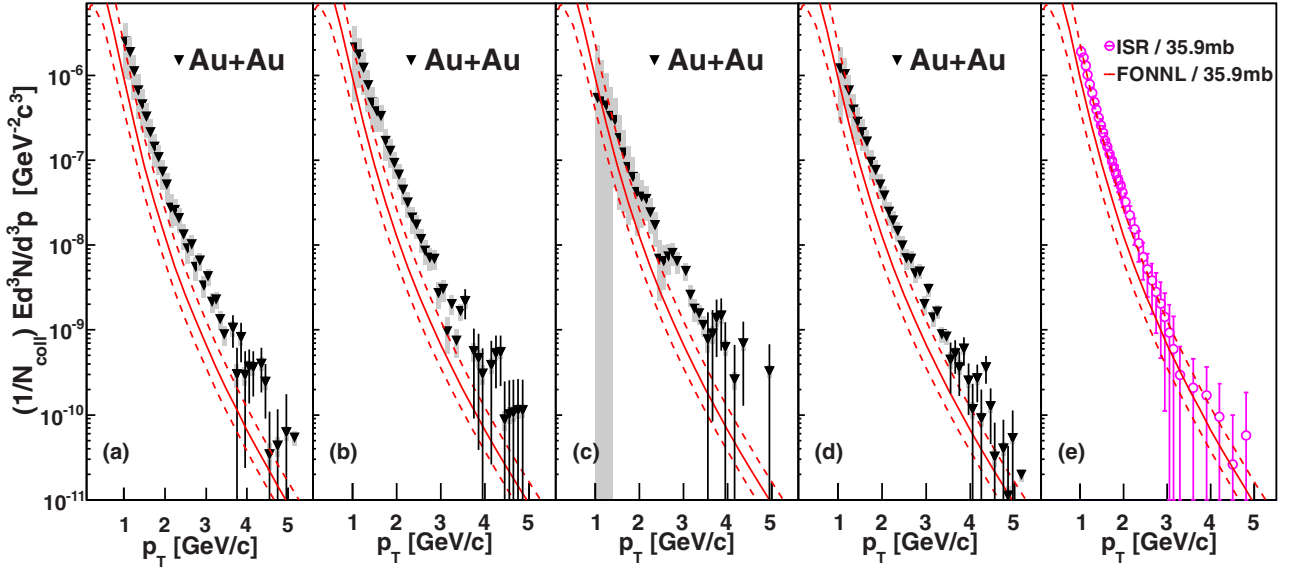 (1/N_coll) Ed³N/d³p [GeV⁻²c³]
10⁻⁶
10⁻⁷
10⁻⁸
10⁻⁹
10⁻¹⁰
10⁻¹¹
Au+Au
Au+Au
Au+Au
Au+Au
ISR / 35.9mb
FONNL / 35.9mb
(a)
(b)
(c)
(d)
(e)
1 2 3 4 5
1 2 3 4 5
1 2 3 4 5
1 2 3 4 5
1 2 3 4 5
p_T [GeV/c]
p_T [GeV/c]
p_T [GeV/c]
p_T [GeV/c]
p_T [GeV/c]